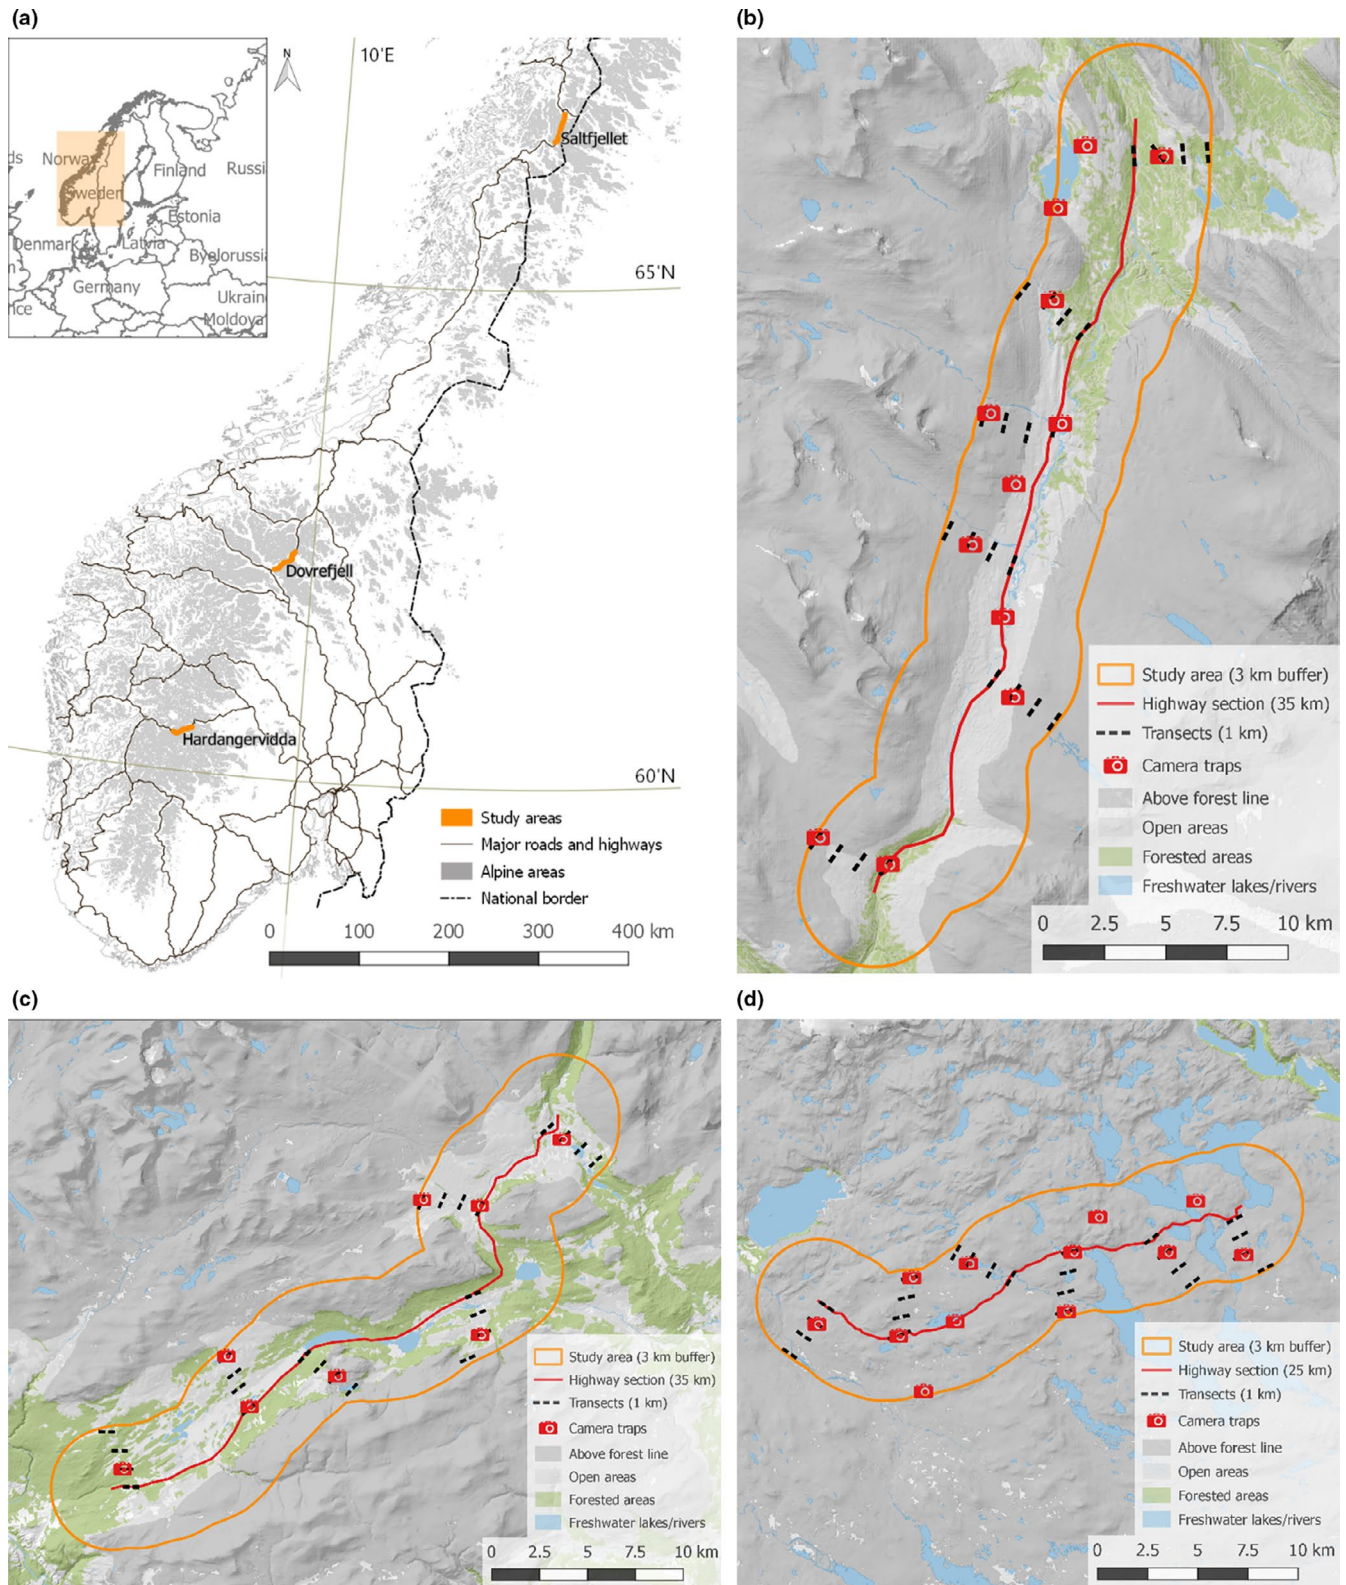 (a)
N
10'E
Norway
Sweden
Finland
Russi
Estonia
Denmark
Latvia
Byelorussi
Germany
Ukrain
nce
Moldova
ds
Saltfjellet
65'N
Dovrefjell
Hardangervidda
60'N
Study areas
Major roads and highways
Alpine areas
National border
0 100 200 300 400 km
(b)
Study area (3 km buffer)
Highway section (35 km)
Transects (1 km)
Camera traps
Above forest line
Open areas
Forested areas
Freshwater lakes/rivers
0 2.5 5 7.5 10 km
(c)
Study area (3 km buffer)
Highway section (35 km)
Transects (1 km)
Camera traps
Above forest line
Open areas
Forested areas
Freshwater lakes/rivers
0 2.5 5 7.5 10 km
(d)
Study area (3 km buffer)
Highway section (25 km)
Transects (1 km)
Camera traps
Above forest line
Open areas
Forested areas
Freshwater lakes/rivers
0 2.5 5 7.5 10 km